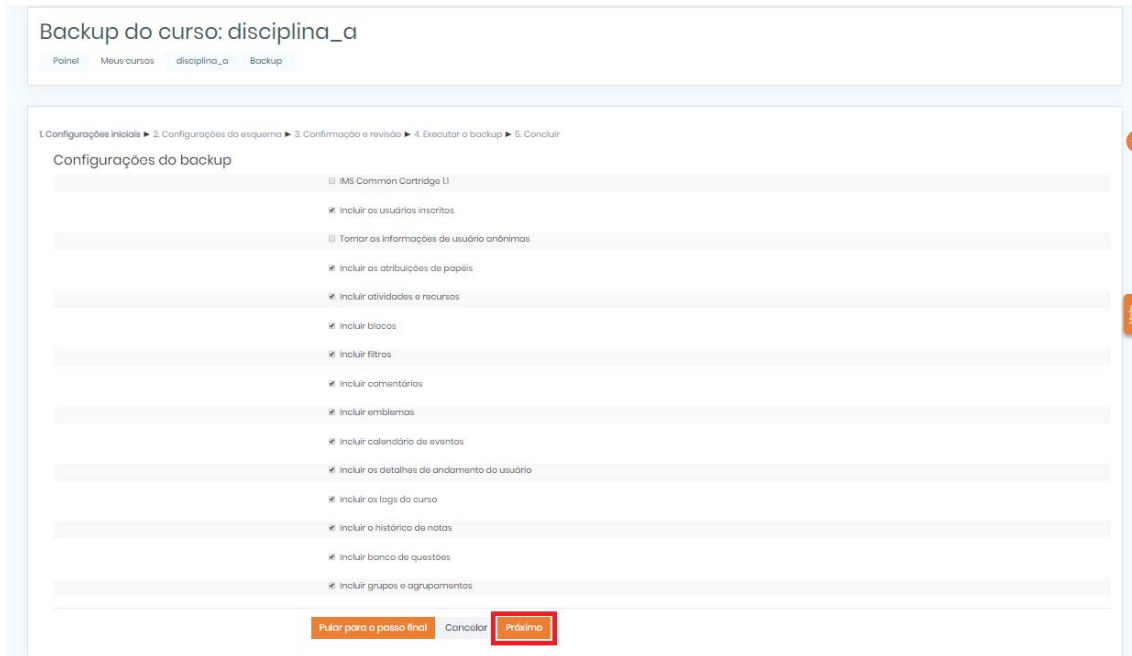 Backup do curso: disciplina_a
Painel Meus cursos disciplina_a Backup
1. Configurações iniciais ► 2. Configurações do esquema ► 3. Confirmação e revisão ► 4. Executar o backup ► 5. Concluir
Configurações do backup
IMS Common Cartridge 1.1
Incluir os usuários inscritos
Tornar as informações de usuário anônimas
Incluir as atribuições de papéis
Incluir atividades e recursos
Incluir blocos
Incluir filtros
Incluir comentários
Incluir emblemas
Incluir calendário de eventos
Incluir os detalhes de andamento do usuário
Incluir os logs do curso
Incluir o histórico de notas
Incluir banco de questões
Incluir grupos e agrupamentos
Pular para o passo final Cancelar Próximo